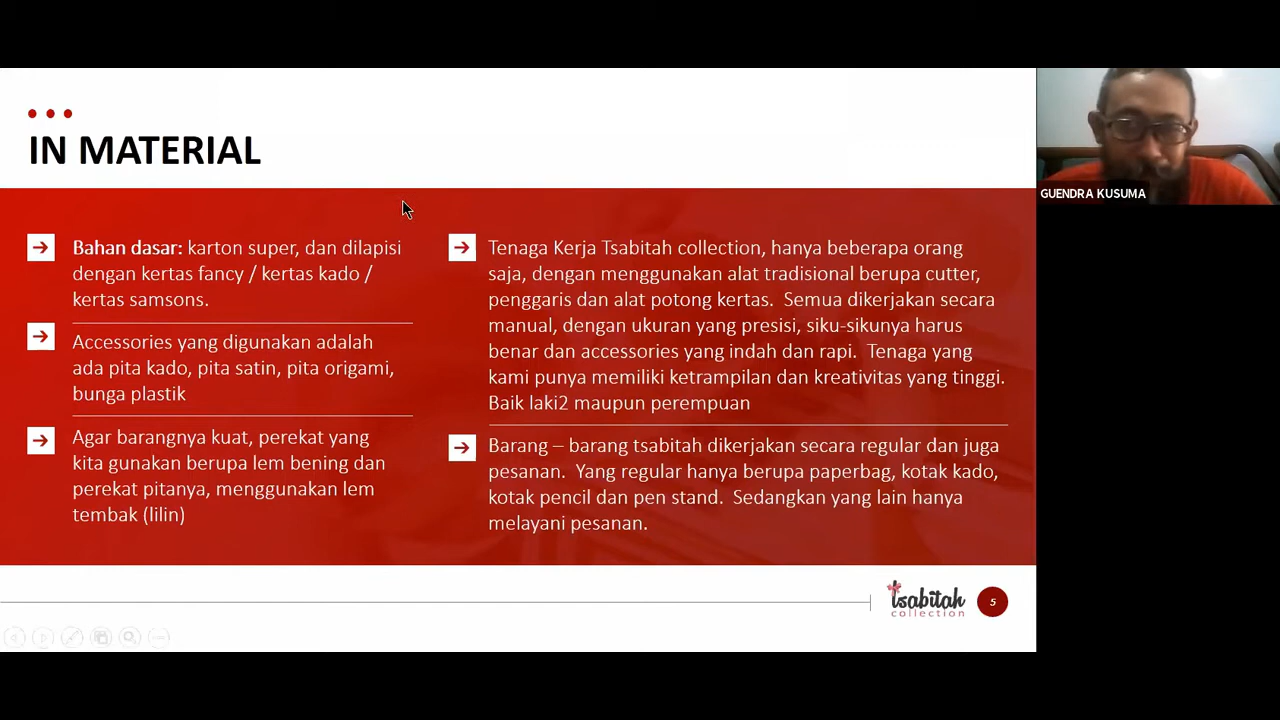 IN MATERIAL
Bahan dasar: karton super, dan dilapisi
dengan kertas fancy / kertas kado /
kertas samsons.
Accessories yang digunakan adalah
ada pita kado, pita satin, pita origami,
bunga plastik
Agar barangnya kuat, perekat yang
kita gunakan berupa lem bening dan
perekat pitanya, menggunakan lem
tembak (lilin)
Tenaga Kerja Tsabitah collection, hanya beberapa orang
saja, dengan menggunakan alat tradisional berupa cutter,
penggaris dan alat potong kertas.  Semua dikerjakan secara
manual, dengan ukuran yang presisi, siku-sikunya harus
benar dan accessories yang indah dan rapi.  Tenaga yang
kami punya memiliki ketrampilan dan kreativitas yang tinggi.
Baik laki2 maupun perempuan
Barang – barang tsabitah dikerjakan secara regular dan juga
pesanan.  Yang regular hanya berupa paperbag, kotak kado,
kotak pencil dan pen stand.  Sedangkan yang lain hanya
melayani pesanan.
tsabitah
collection
5
GUENDRA KUSUMA